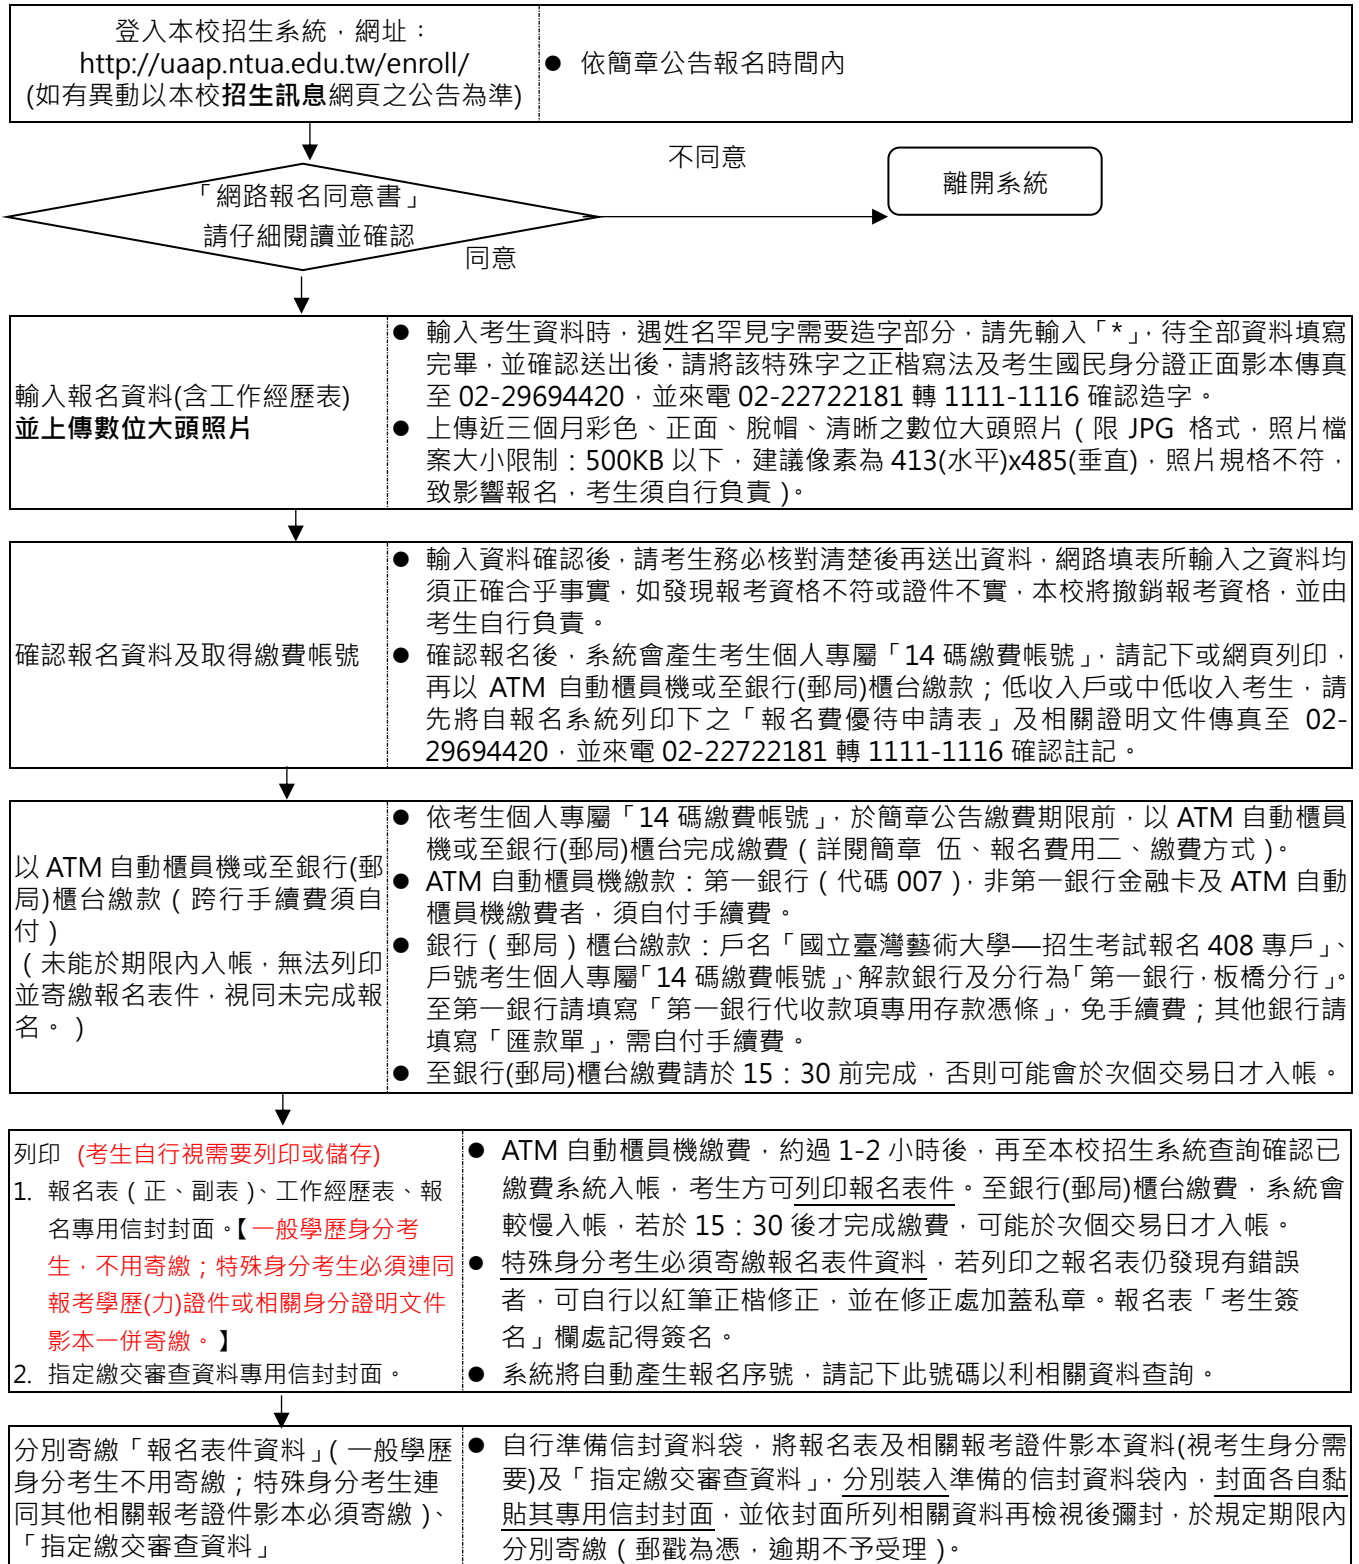 登入本校招生系統，網址：
http://uaap.ntua.edu.tw/enroll/
(如有異動以本校招生訊息網頁之公告為準)
● 依簡章公告報名時間內
不同意
離開系統
「網路報名同意書」
請仔細閱讀並確認
同意
輸入報名資料(含工作經歷表)
並上傳數位大頭照片
● 輸入考生資料時，遇姓名罕見字需要造字部分，請先輸入「*」，待全部資料填寫
完畢，並確認送出後，請將該特殊字之正楷寫法及考生國民身分證正面影本傳真
至 02-29694420，並來電 02-22722181 轉 1111-1116 確認造字。
● 上傳近三個月彩色、正面、脫帽、清晰之數位大頭照片（限 JPG 格式，照片檔
案大小限制：500KB 以下，建議像素為 413(水平)x485(垂直)，照片規格不符，
致影響報名，考生須自行負責）。
確認報名資料及取得繳費帳號
● 輸入資料確認後，請考生務必核對清楚後再送出資料，網路填表所輸入之資料均
須正確合乎事實，如發現報考資格不符或證件不實，本校將撤銷報考資格，並由
考生自行負責。
● 確認報名後，系統會產生考生個人專屬「14 碼繳費帳號」，請記下或網頁列印，
再以 ATM 自動櫃員機或至銀行(郵局)櫃台繳款；低收入戶或中低收入考生，請
先將自報名系統列印下之「報名費優待申請表」及相關證明文件傳真至 02-
29694420，並來電 02-22722181 轉 1111-1116 確認註記。
以 ATM 自動櫃員機或至銀行(郵
局)櫃台繳款（跨行手續費須自
付）
（未能於期限內入帳，無法列印
並寄繳報名表件，視同未完成報
名。）
● 依考生個人專屬「14 碼繳費帳號」，於簡章公告繳費期限前，以 ATM 自動櫃員
機或至銀行(郵局)櫃台完成繳費（詳閱簡章 伍、報名費用二、繳費方式）。
● ATM 自動櫃員機繳款：第一銀行（代碼 007），非第一銀行金融卡及 ATM 自動
櫃員機繳費者，須自付手續費。
● 銀行（郵局）櫃台繳款：戶名「國立臺灣藝術大學—招生考試報名 408 專戶」、
戶號考生個人專屬「14 碼繳費帳號」、解款銀行及分行為「第一銀行，板橋分行」。
至第一銀行請填寫「第一銀行代收款項專用存款憑條」，免手續費；其他銀行請
填寫「匯款單」，需自付手續費。
● 至銀行(郵局)櫃台繳費請於 15：30 前完成，否則可能會於次個交易日才入帳。
列印 (考生自行視需要列印或儲存)
1. 報名表（正、副表）、工作經歷表、報
名專用信封封面。【一般學歷身分考
生，不用寄繳；特殊身分考生必須連同
報考學歷(力)證件或相關身分證明文件
影本一併寄繳。】
2. 指定繳交審查資料專用信封封面。
● ATM 自動櫃員機繳費，約過 1-2 小時後，再至本校招生系統查詢確認已
繳費系統入帳，考生方可列印報名表件。至銀行(郵局)櫃台繳費，系統會
較慢入帳，若於 15：30 後才完成繳費，可能於次個交易日才入帳。
● 特殊身分考生必須寄繳報名表件資料，若列印之報名表仍發現有錯誤
者，可自行以紅筆正楷修正，並在修正處加蓋私章。報名表「考生簽
名」欄處記得簽名。
● 系統將自動產生報名序號，請記下此號碼以利相關資料查詢。
分別寄繳「報名表件資料」（一般學歷
身分考生不用寄繳；特殊身分考生連
同其他相關報考證件影本必須寄繳）、
「指定繳交審查資料」
● 自行準備信封資料袋，將報名表及相關報考證件影本資料(視考生身分需
要)及「指定繳交審查資料」，分別裝入準備的信封資料袋內，封面各自黏
貼其專用信封封面，並依封面所列相關資料再檢視後彌封，於規定期限內
分別寄繳（郵戳為憑，逾期不予受理）。